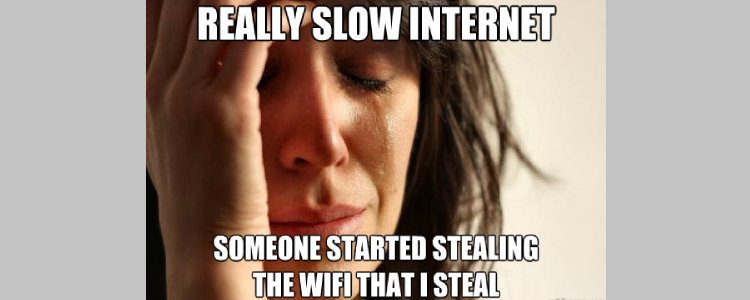 REALLY SLOW INTERNET
SOMEONE STARTED STEALING
THE WIFI THAT I STEAL